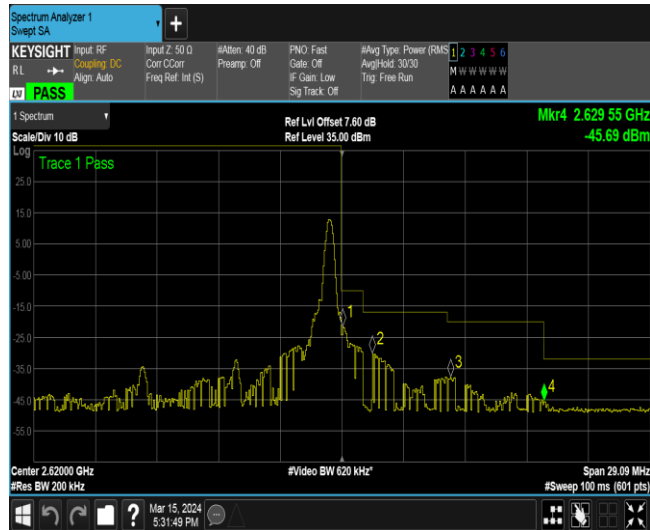 Spectrum Analyzer 1
Swept SA
+
KEYSIGHT
RL
LXI
PASS
Input: RF
Coupling: DC
Align: Auto
Input Z: 50 Ω
Corr CCorr
Freq Ref: Int (S)
#Atten: 40 dB
Preamp: Off
PNO: Fast
Gate: Off
IF Gain: Low
Sig Track: Off
#Avg Type: Power (RMS
Avg|Hold: 30/30
Trig: Free Run
1 2 3 4 5 6
M W W W W W
A A A A A A
1 Spectrum
Scale/Div 10 dB
Ref Lvl Offset 7.60 dB
Ref Level 35.00 dBm
Mkr4 2.629 55 GHz
-45.69 dBm
Log
Trace 1 Pass
25.0
15.0
5.00
-5.00
-15.0
-25.0
-35.0
-45.0
-55.0
1
2
3
4
Center 2.62000 GHz
#Res BW 200 kHz
#Video BW 620 kHz*
Span 29.09 MHz
#Sweep 100 ms (601 pts)
?
Mar 15, 2024
5:31:49 PM